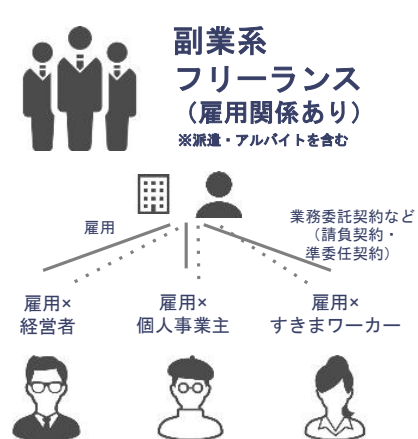 副業系
フリーランス
（雇用関係あり）
※派遣・アルバイトを含む
雇用
業務委託契約など
（請負契約・
準委任契約）
雇用×
経営者
雇用×
個人事業主
雇用×
すきまワーカー